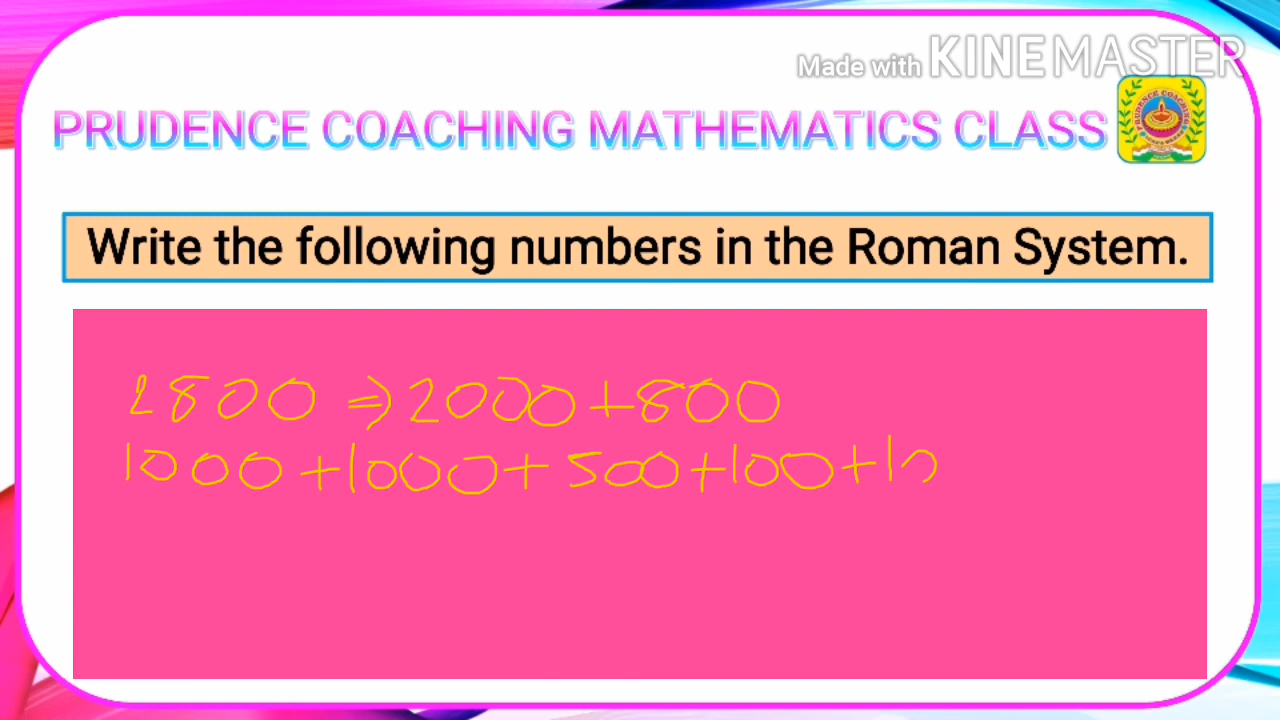 Made with KINEMASTER
PRUDENCE COACHING MATHEMATICS CLASS
Write the following numbers in the Roman System.
2800 ⇒ 2000+800
1000+1000+500+100+10